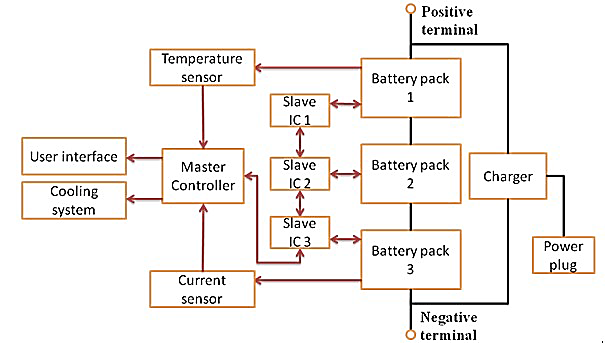 Positive
terminal
Temperature
sensor
Battery pack
1
Slave
IC 1
User interface
Master
Controller
Slave
IC 2
Battery pack
2
Charger
Cooling
system
Slave
IC 3
Battery pack
3
Power
plug
Current
sensor
Negative
terminal